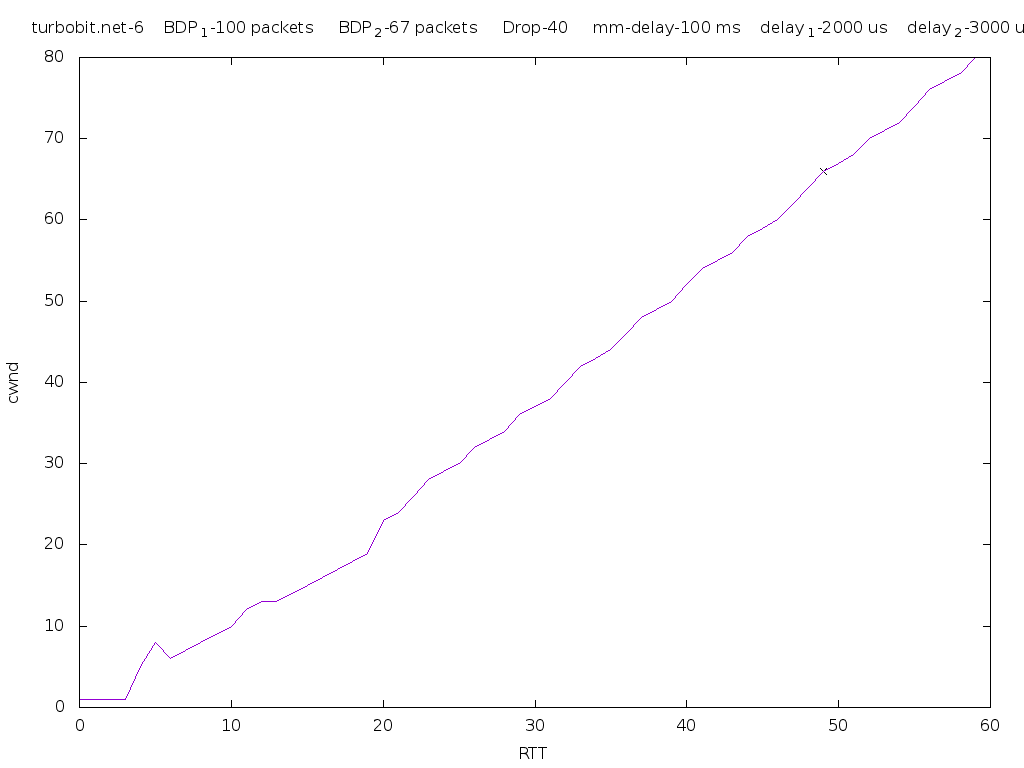 turbobit.net-6 BDP1-100 packets BDP2-67 packets Drop-40 mm-delay-100 ms delay1-2000 us delay2-3000 u
80
70
60
50
40
30
20
10
0
cwnd
0 10 20 30 40 50 60
RTT